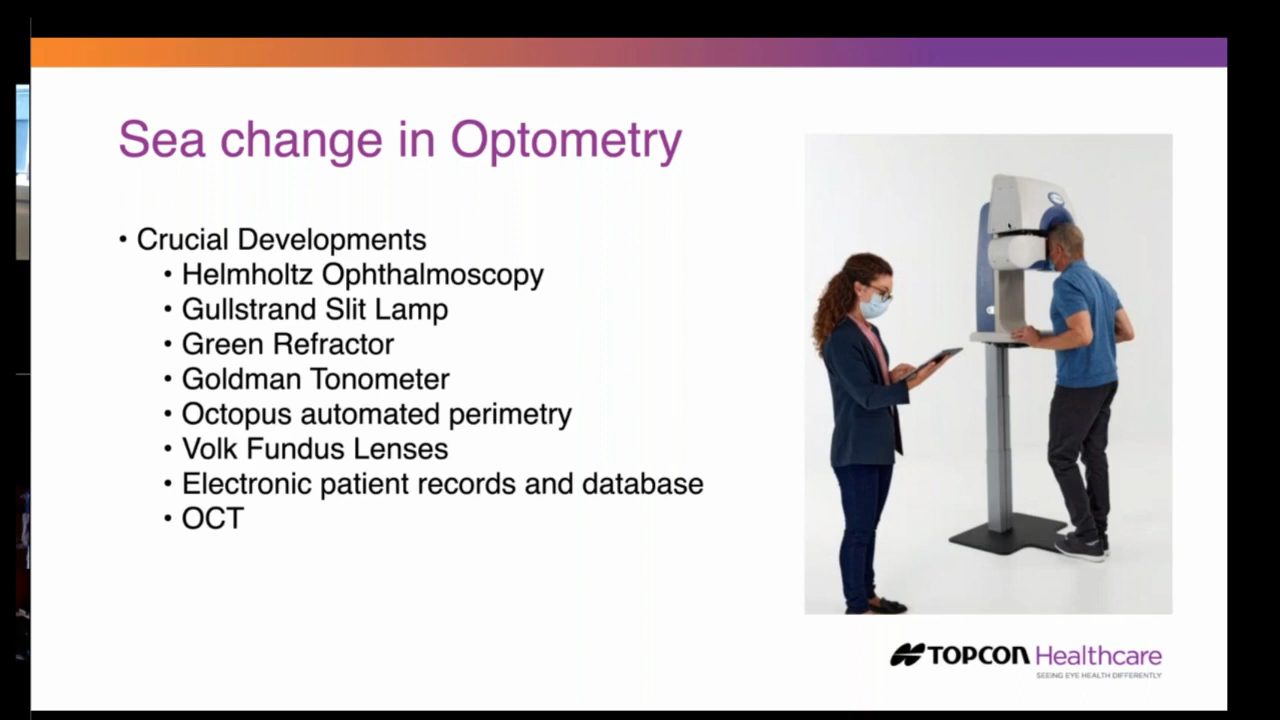 Sea change in Optometry
• Crucial Developments
• Helmholtz Ophthalmoscopy
• Gullstrand Slit Lamp
• Green Refractor
• Goldman Tonometer
• Octopus automated perimetry
• Volk Fundus Lenses
• Electronic patient records and database
• OCT
TOPCON Healthcare
SEEING EYE HEALTH DIFFERENTLY